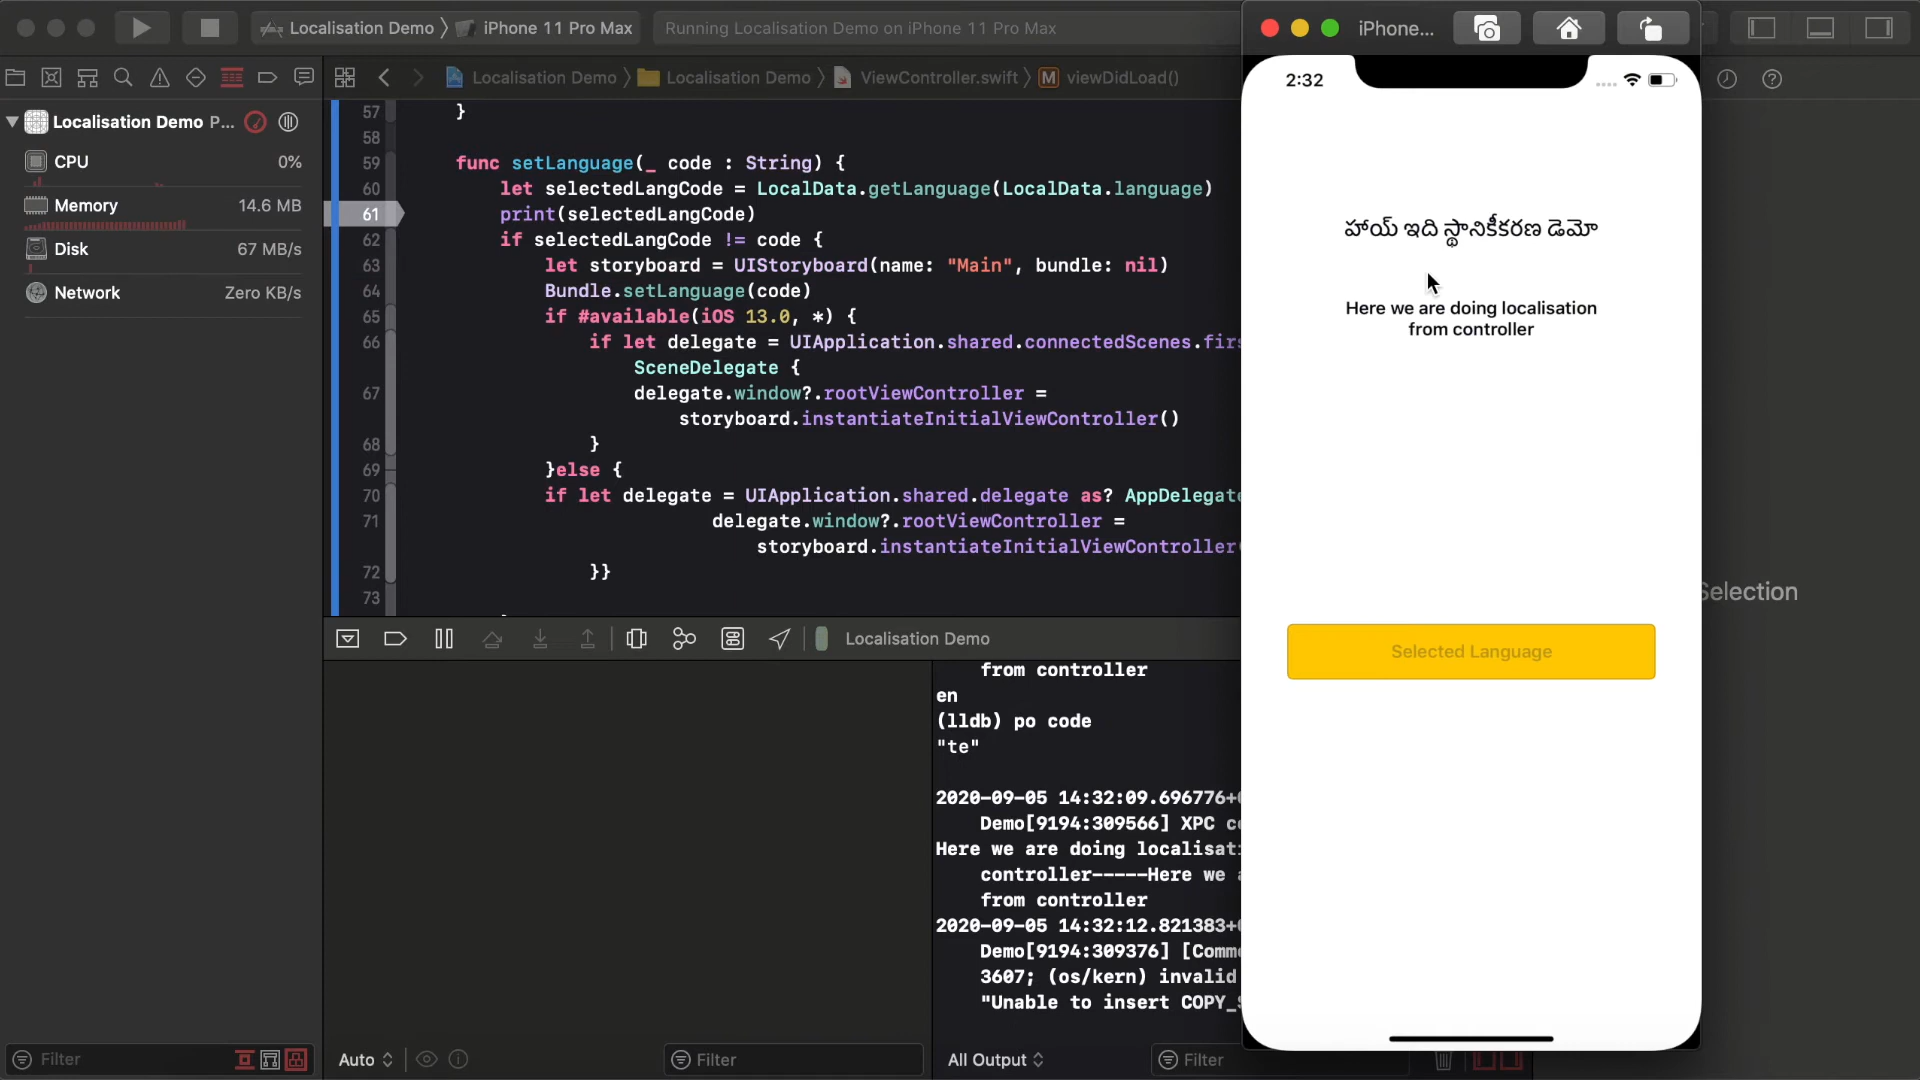 Localisation Demo
iPhone 11 Pro Max
Running Localisation Demo on iPhone 11 Pro Max
iPhone...
Localisation Demo
Localisation Demo
ViewController.swift
M viewDidLoad()
Localisation Demo P...
CPU 0%
Memory 14.6 MB
Disk 67 MB/s
Network Zero KB/s
57 }
58
59 func setLanguage(_ code : String) {
60 let selectedLangCode = LocalData.getLanguage(LocalData.language)
61 print(selectedLangCode)
62 if selectedLangCode != code {
63 let storyboard = UIStoryboard(name: "Main", bundle: nil)
64 Bundle.setLanguage(code)
65 if #available(iOS 13.0, *) {
66 if let delegate = UIApplication.shared.connectedScenes.firs
SceneDelegate {
67 delegate.window?.rootViewController =
storyboard.instantiateInitialViewController()
68 }
69 }else {
70 if let delegate = UIApplication.shared.delegate as? AppDelegate
71 delegate.window?.rootViewController =
storyboard.instantiateInitialViewController
72 }}
73
Localisation Demo
from controller
en
(lldb) po code
"te"
2020-09-05 14:32:09.696776+
Demo[9194:309566] XPC co
Here we are doing localisat
controller-----Here we a
from controller
2020-09-05 14:32:12.821383+
Demo[9194:309376] [Comm
3607; (os/kern) invalid
"Unable to insert COPY_S
Filter
Auto
Filter
All Output
Filter
2:32
హాయ్ ఇది స్థానికీకరణ డెమో
Here we are doing localisation
from controller
Selected Language
Selection